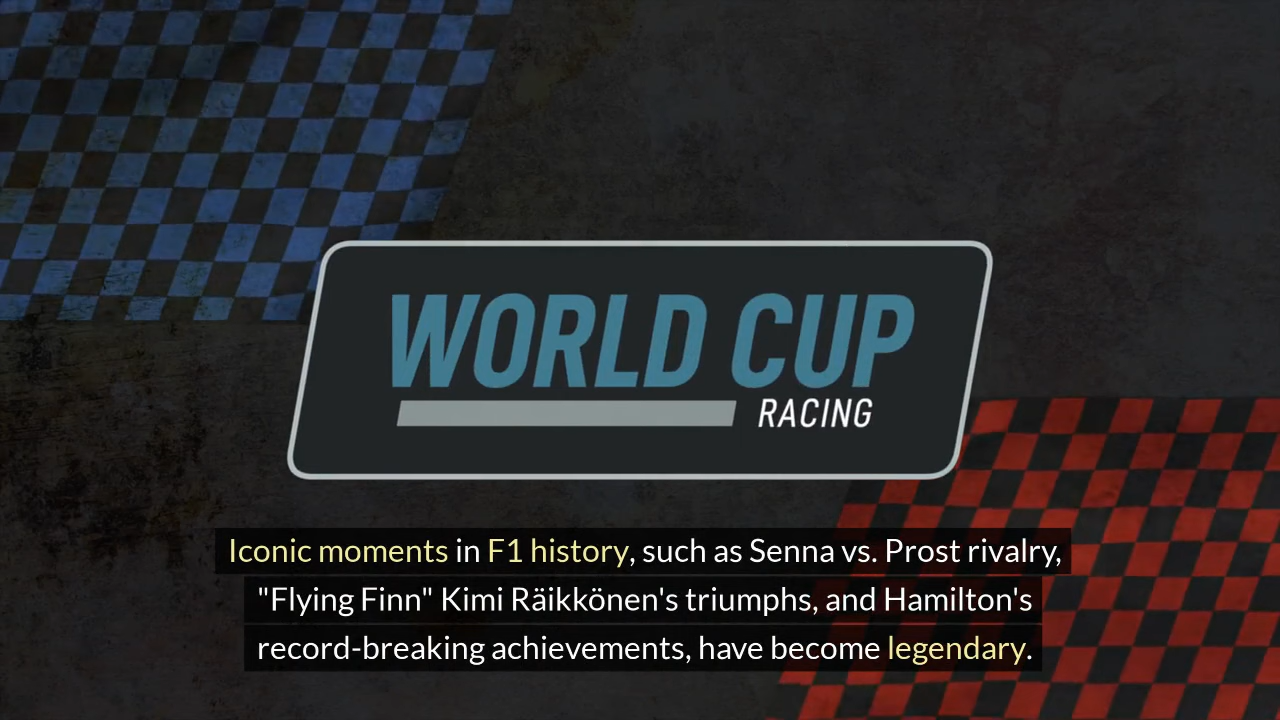 WORLD CUP
RACING
Iconic moments in F1 history, such as Senna vs. Prost rivalry,
"Flying Finn" Kimi Räikkönen's triumphs, and Hamilton's
record-breaking achievements, have become legendary.